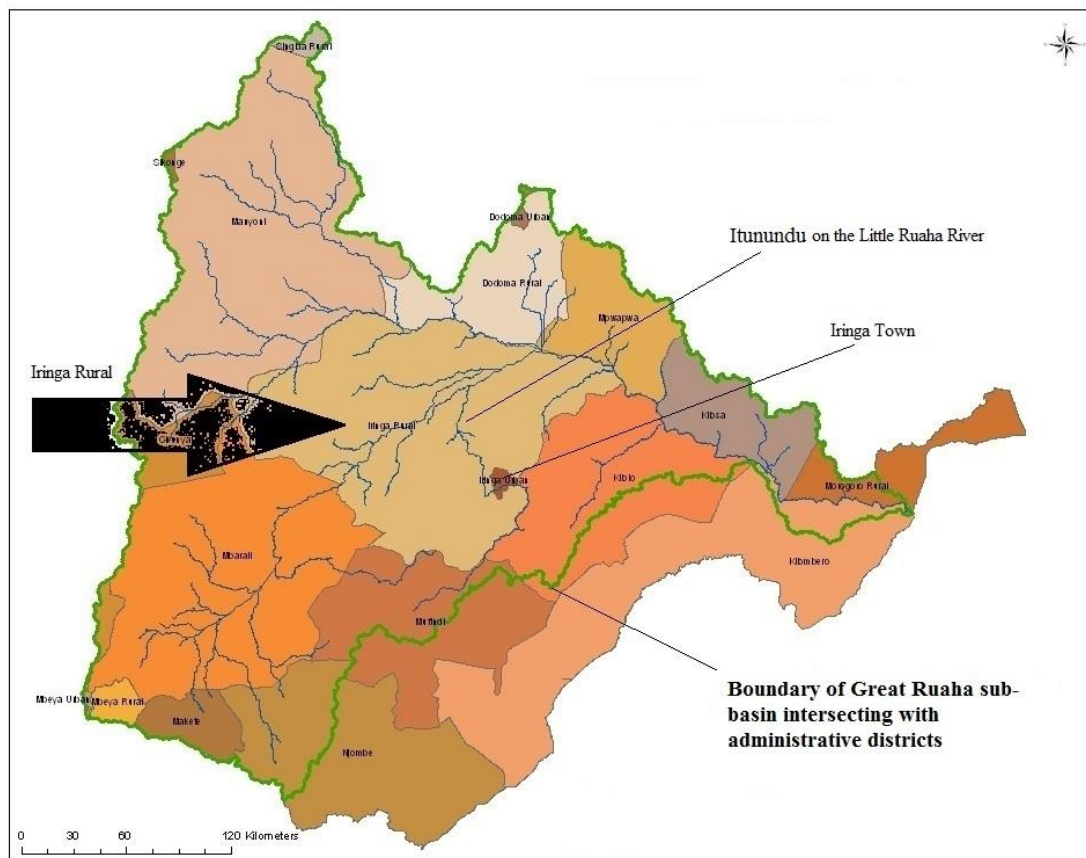 Singida Rural
Sikonge
Manyoni
Dodoma Urban
Itunundu on the Little Ruaha River
Dodoma Rural
Mpwapwa
Iringa Town
Iringa Rural
Kilosa
Iringa Rural
Iringa Urban
Kilolo
Morogoro Rural
Mbarali
Kilombero
Mufindi
Boundary of Great Ruaha sub-
basin intersecting with
administrative districts
Mbeya Urban
Mbeya Rural
Makete
Njombe
0 30 60 120 Kilometers